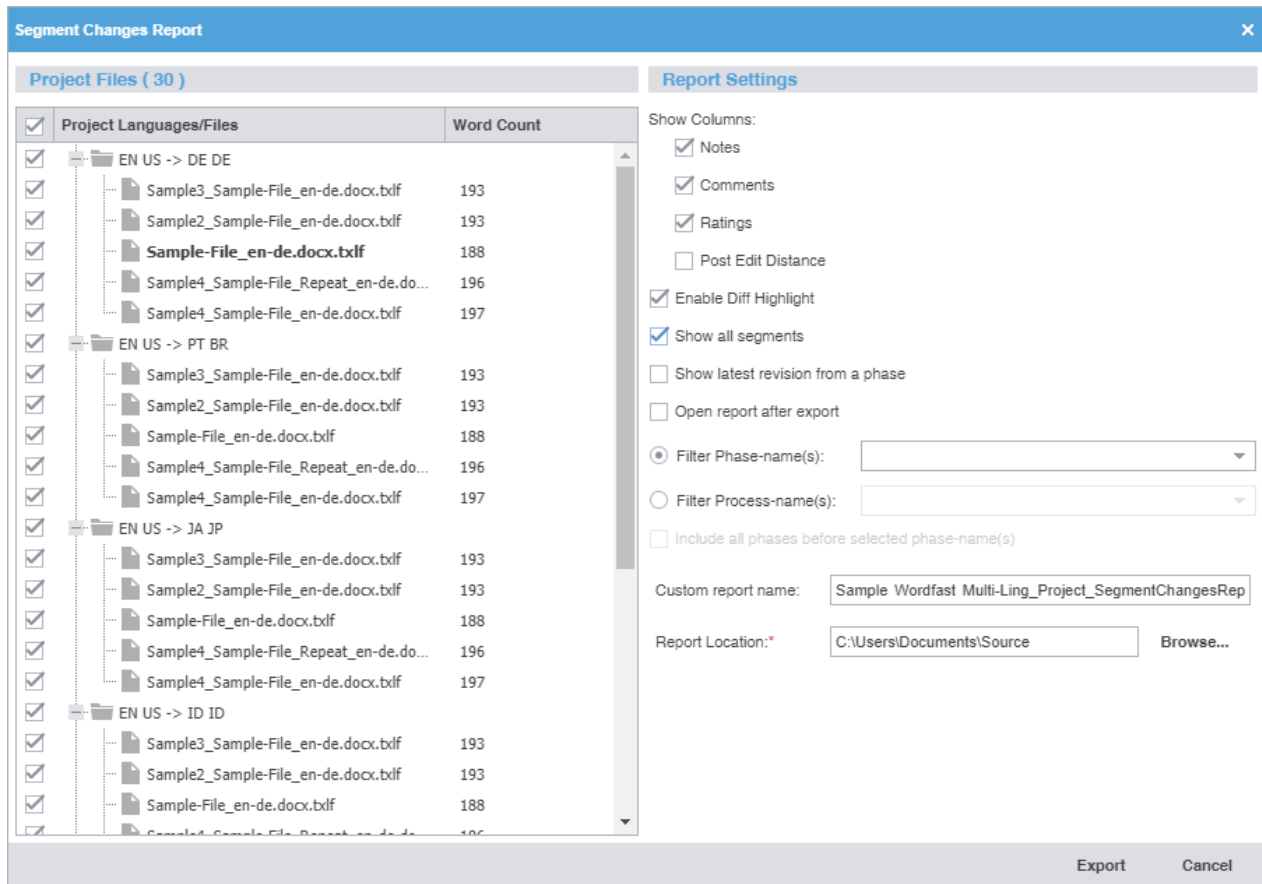 Segment Changes Report
Project Files ( 30 )
Project Languages/Files Word Count
EN US -> DE DE
Sample3_Sample-File_en-de.docx.txlf 193
Sample2_Sample-File_en-de.docx.txlf 193
Sample-File_en-de.docx.txlf 188
Sample4_Sample-File_Repeat_en-de.do... 196
Sample4_Sample-File_en-de.docx.txlf 197
EN US -> PT BR
Sample3_Sample-File_en-de.docx.txlf 193
Sample2_Sample-File_en-de.docx.txlf 193
Sample-File_en-de.docx.txlf 188
Sample4_Sample-File_Repeat_en-de.do... 196
Sample4_Sample-File_en-de.docx.txlf 197
EN US -> JA JP
Sample3_Sample-File_en-de.docx.txlf 193
Sample2_Sample-File_en-de.docx.txlf 193
Sample-File_en-de.docx.txlf 188
Sample4_Sample-File_Repeat_en-de.do... 196
Sample4_Sample-File_en-de.docx.txlf 197
EN US -> ID ID
Sample3_Sample-File_en-de.docx.txlf 193
Sample2_Sample-File_en-de.docx.txlf 193
Sample-File_en-de.docx.txlf 188
Report Settings
Show Columns:
Notes
Comments
Ratings
Post Edit Distance
Enable Diff Highlight
Show all segments
Show latest revision from a phase
Open report after export
Filter Phase-name(s):
Filter Process-name(s):
Include all phases before selected phase-name(s)
Custom report name: Sample Wordfast Multi-Ling_Project_SegmentChangesRep
Report Location:* C:\Users\Documents\Source Browse...
Export Cancel